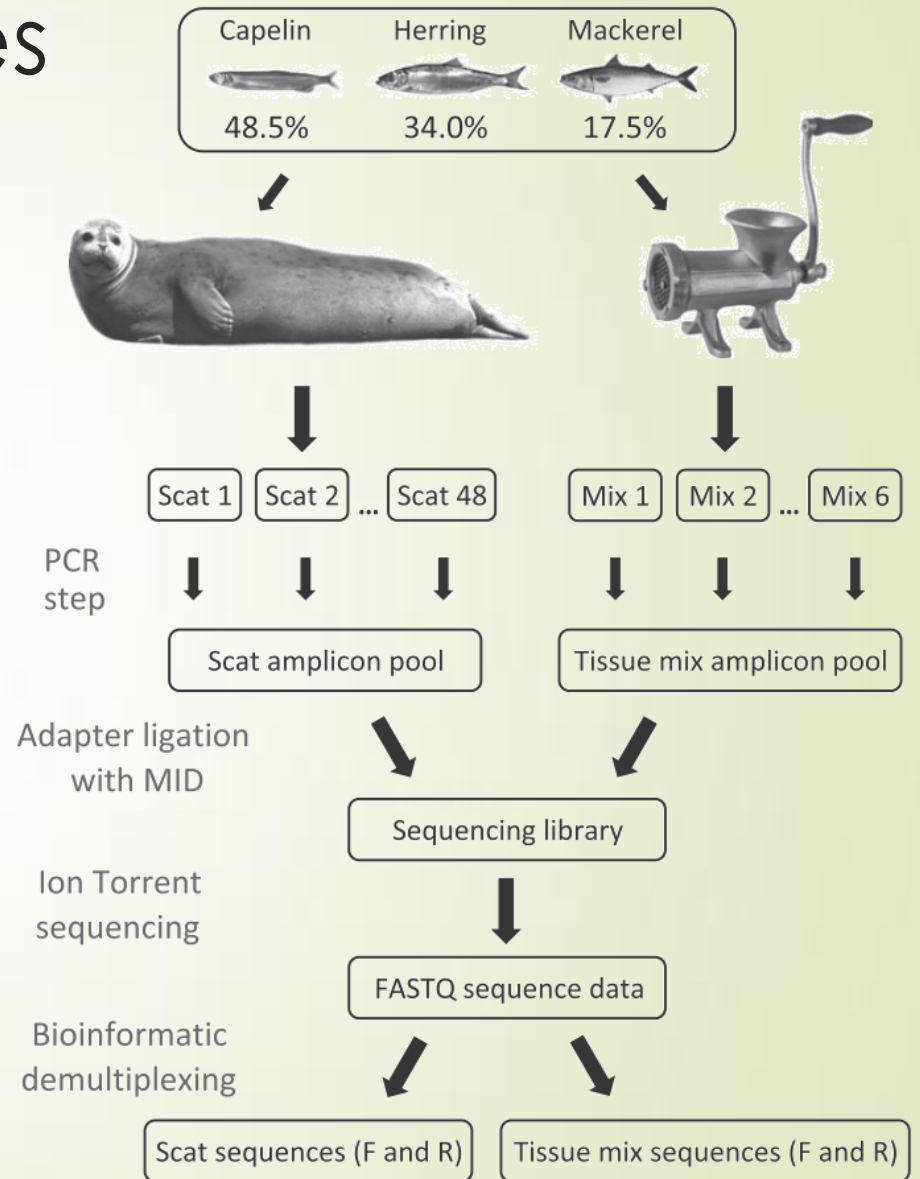 es
Capelin Herring Mackerel
48.5% 34.0% 17.5%
Scat 1 Scat 2 ... Scat 48 Mix 1 Mix 2 ... Mix 6
PCR
step
Scat amplicon pool Tissue mix amplicon pool
Adapter ligation
with MID
Sequencing library
Ion Torrent
sequencing
FASTQ sequence data
Bioinformatic
demultiplexing
Scat sequences (F and R) Tissue mix sequences (F and R)